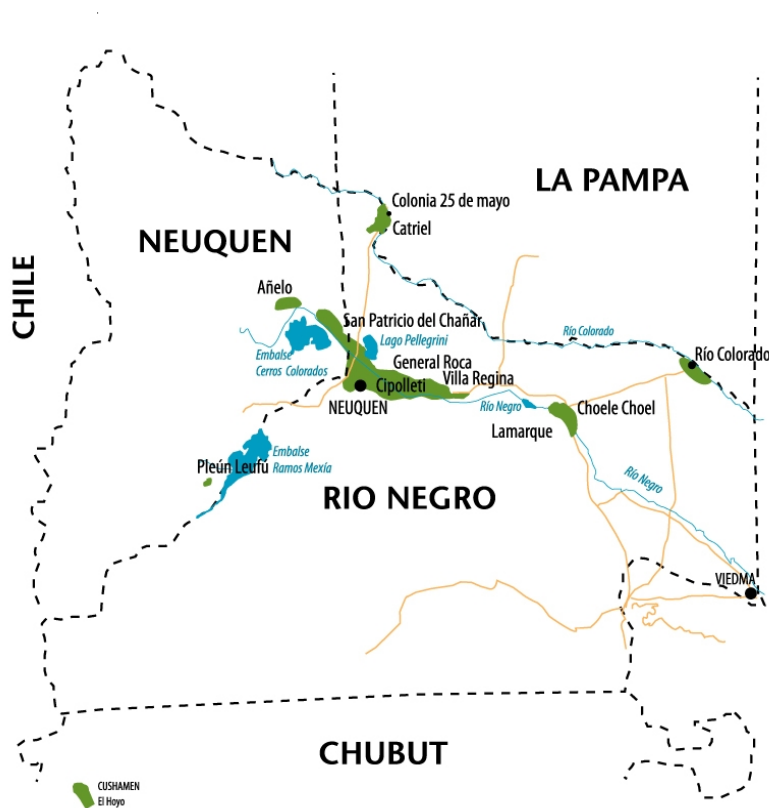 LA PAMPA
Colonia 25 de mayo
Catriel
NEUQUEN
CHILE
Añelo
San Patricio del Chañar
Lago Pellegrini
Río Colorado
Embalse
Cerros Colorados
General Roca
Río Colorado
Cipolleti
Villa Regina
NEUQUEN
Río Negro
Choele Choel
Lamarque
Embalse
Ramos Mexía
Pleún Leufú
RIO NEGRO
Río Negro
VIEDMA
CHUBUT
CUSHAMEN
El Hoyo